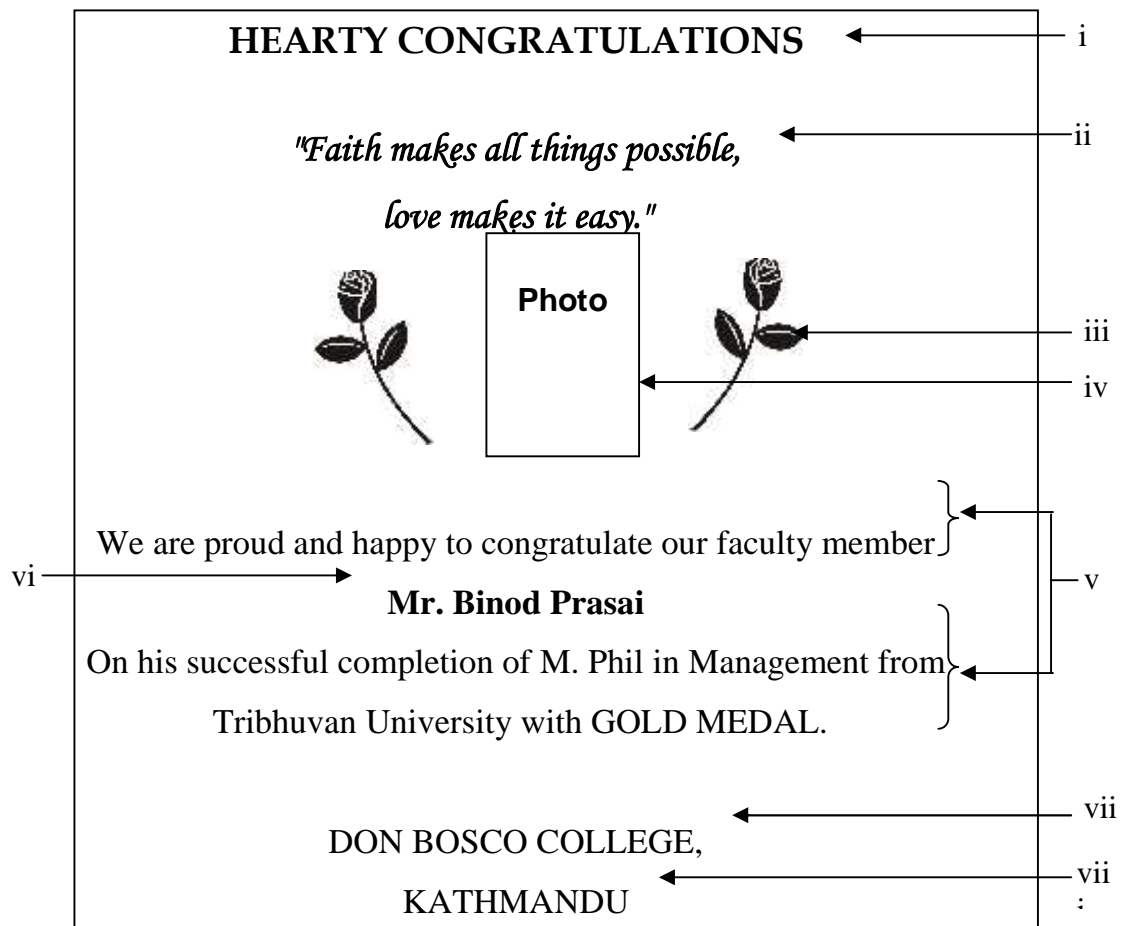 HEARTY CONGRATULATIONS
i
"Faith makes all things possible,
ii
love makes it easy."
Photo
iii
iv
We are proud and happy to congratulate our faculty member
vi
v
Mr. Binod Prasai
On his successful completion of M. Phil in Management from
Tribhuvan University with GOLD MEDAL.
vii
DON BOSCO COLLEGE,
vii
KATHMANDU